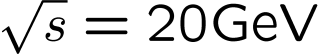 √s = 20GeV